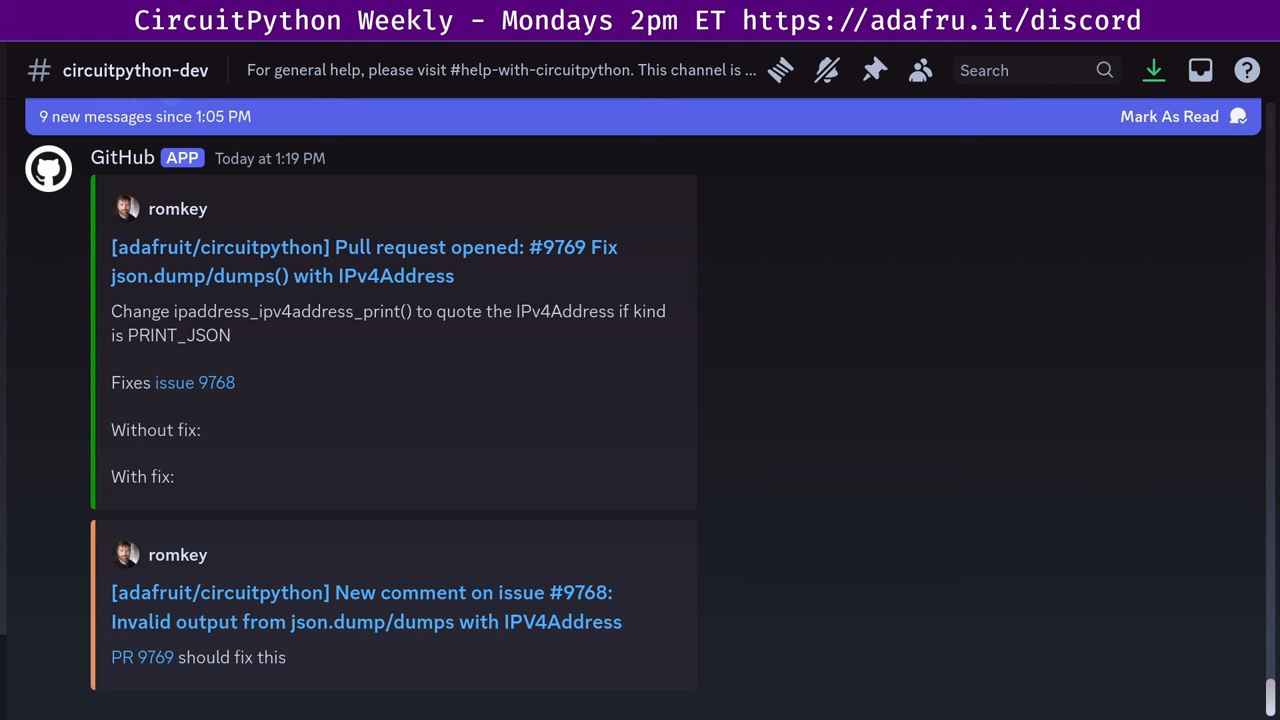 CircuitPython Weekly - Mondays 2pm ET https://adafru.it/discord
# circuitpython-dev
For general help, please visit #help-with-circuitpython. This channel is ...
Search
9 new messages since 1:05 PM
Mark As Read
GitHub APP Today at 1:19 PM
romkey
[adafruit/circuitpython] Pull request opened: #9769 Fix
json.dump/dumps() with IPv4Address
Change ipaddress_ipv4address_print() to quote the IPv4Address if kind
is PRINT_JSON
Fixes issue 9768
Without fix:
With fix:
romkey
[adafruit/circuitpython] New comment on issue #9768:
Invalid output from json.dump/dumps with IPV4Address
PR 9769 should fix this